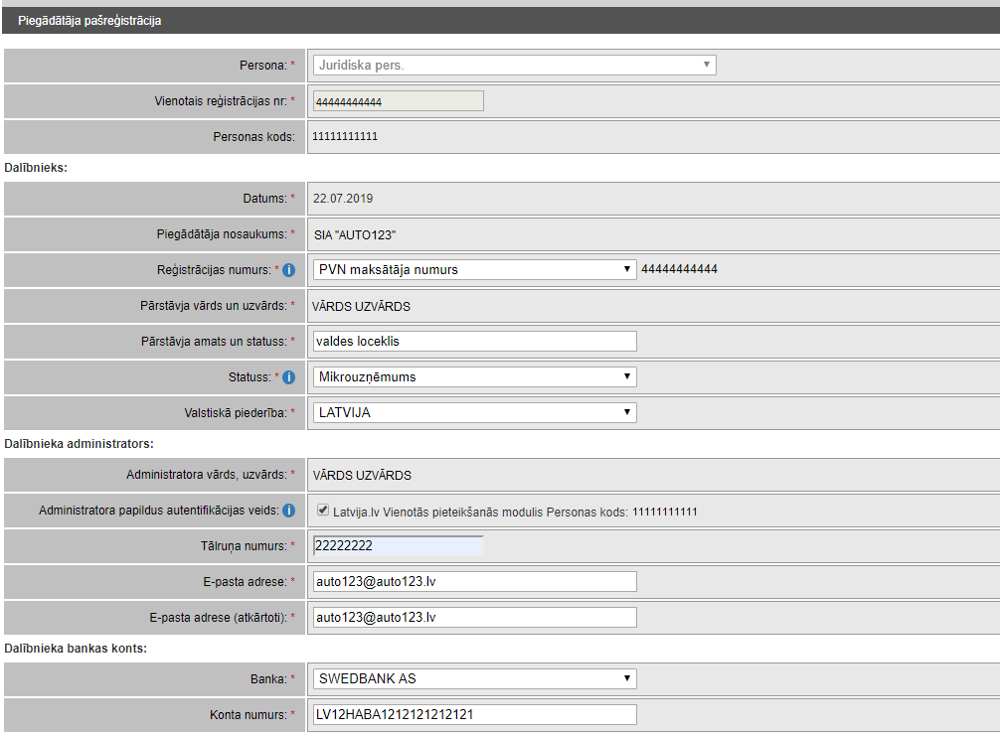 Piegādātāja pašreģistrācija
Persona: * Juridiska pers.
Vienotais reģistrācijas nr: * 44444444444
Personas kods: 11111111111
Dalībnieks:
Datums: * 22.07.2019
Piegādātāja nosaukums: * SIA "AUTO123"
Reģistrācijas numurs: * i PVN maksātāja numurs 44444444444
Pārstāvja vārds un uzvārds: * VĀRDS UZVĀRDS
Pārstāvja amats un statuss: * valdes loceklis
Statuss: * i Mikrouzņēmums
Valstiskā piederība: * LATVIJA
Dalībnieka administrators:
Administratora vārds, uzvārds: * VĀRDS UZVĀRDS
Administratora papildus autentifikācijas veids: i Latvija.lv Vienotās pieteikšanās modulis Personas kods: 11111111111
Tālruņa numurs: * 22222222
E-pasta adrese: * auto123@auto123.lv
E-pasta adrese (atkārtoti): * auto123@auto123.lv
Dalībnieka bankas konts:
Banka: * SWEDBANK AS
Konta numurs: * LV12HABA1212121212121